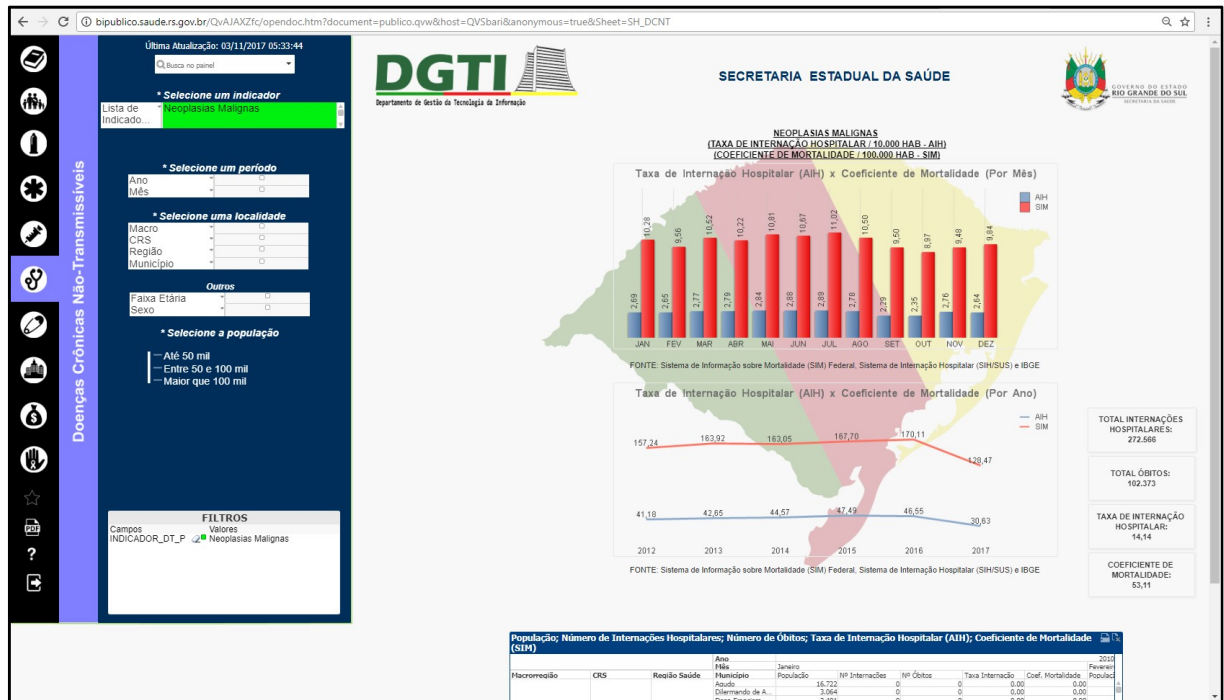 bipublico.saude.rs.gov.br/QvAJAXZfc/opendoc.htm?document=publico.qvw&host=QVSbari&anonymous=true&Sheet=SH_DCNT
Última Atualização: 03/11/2017 05:33:44
Busca no painel
* Selecione um indicador
Lista de Indicado...
Neoplasias Malignas
* Selecione um período
Ano
Mês
* Selecione uma localidade
Macro
CRS
Região
Município
Outros
Faixa Etária
Sexo
* Selecione a população
Até 50 mil
Entre 50 e 100 mil
Maior que 100 mil
Doenças Crônicas Não-Transmissíveis
PDF
?
FILTROS
Campos Valores
INDICADOR_DT_P Neoplasias Malignas
DGTI
Departamento de Gestão da Tecnologia da Informação
SECRETARIA ESTADUAL DA SAÚDE
GOVERNO DO ESTADO
RIO GRANDE DO SUL
SECRETARIA DA SAÚDE
NEOPLASIAS MALIGNAS
(TAXA DE INTERNAÇÃO HOSPITALAR / 10.000 HAB - AIH)
(COEFICIENTE DE MORTALIDADE / 100.000 HAB - SIM)
Taxa de Internação Hospitalar (AIH) x Coeficiente de Mortalidade (Por Mês)
AIH
SIM
10,28 9,56 10,52 10,22 10,81 10,67 11,02 10,50 9,50 8,97 9,48 9,84
2,69 2,65 2,77 2,79 2,84 2,88 2,89 2,78 2,29 2,35 2,76 2,64
JAN FEV MAR ABR MAI JUN JUL AGO SET OUT NOV DEZ
FONTE: Sistema de Informação sobre Mortalidade (SIM) Federal, Sistema de Internação Hospitalar (SIH/SUS) e IBGE
Taxa de Internação Hospitalar (AIH) x Coeficiente de Mortalidade (Por Ano)
AIH
SIM
157,24 163,92 163,05 167,70 170,11 128,47
41,18 42,65 44,57 47,49 46,55 30,63
2012 2013 2014 2015 2016 2017
FONTE: Sistema de Informação sobre Mortalidade (SIM) Federal, Sistema de Internação Hospitalar (SIH/SUS) e IBGE
TOTAL INTERNAÇÕES
HOSPITALARES:
272.566
TOTAL ÓBITOS:
102.373
TAXA DE INTERNAÇÃO
HOSPITALAR:
14,14
COEFICIENTE DE
MORTALIDADE:
53,11
População; Número de Internações Hospitalares; Número de Óbitos; Taxa de Internação Hospitalar (AIH); Coeficiente de Mortalidade
(SIM)
Ano 2010
Mês Janeiro Fevereir
Macrorregião CRS Região Saúde Município População Nº Internações Nº Óbitos Taxa Internação Coef. Mortalidade Populaçã
Agudo 16.722 0 0 0,00 0,00
Dilermando de A... 3.064 0 0 0,00 0,00